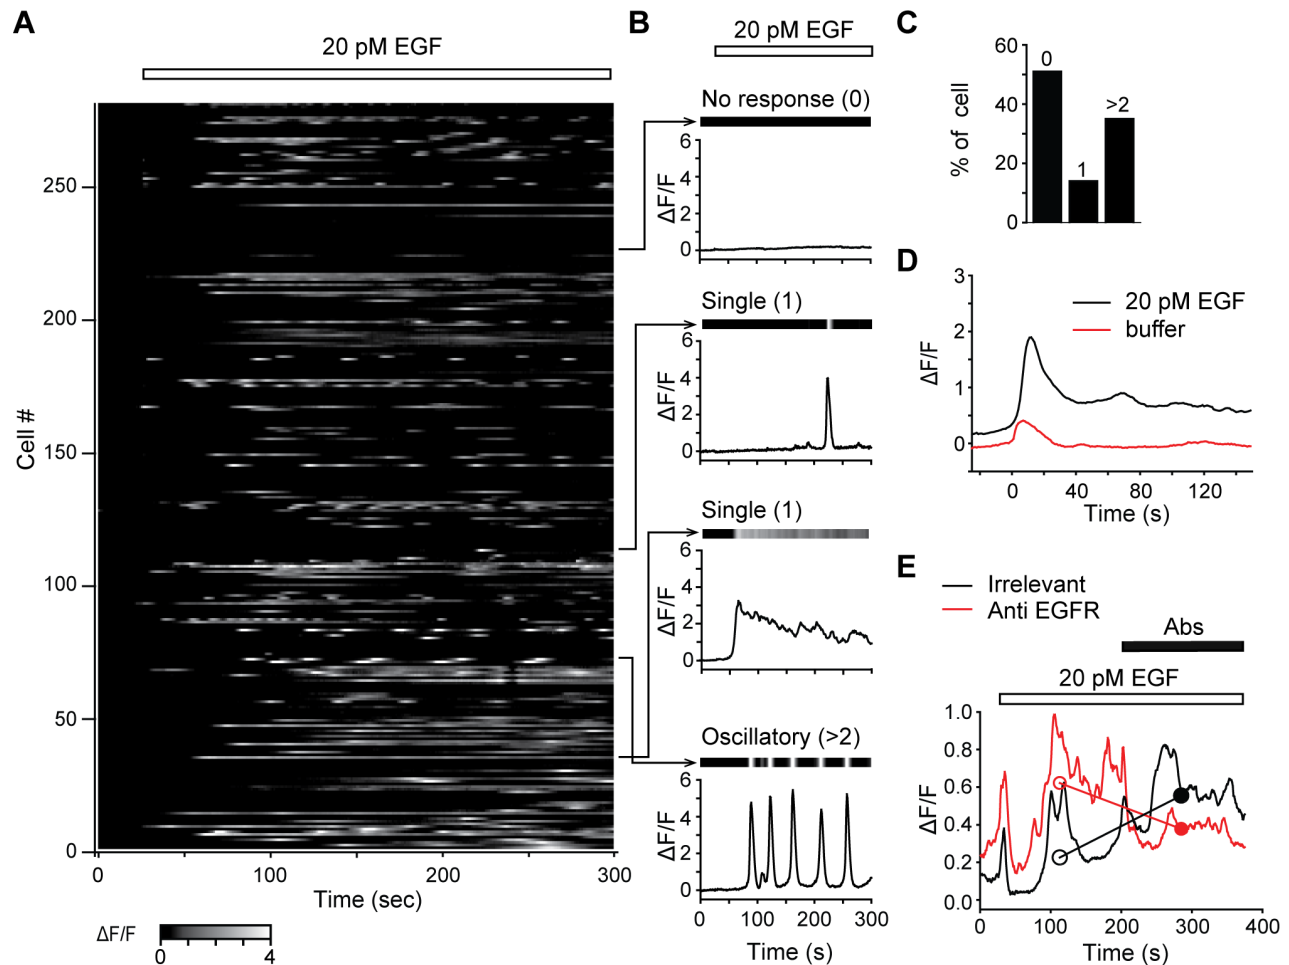 A
20 pM EGF
Cell #
250
200
150
100
50
0
0 100 200 300
Time (sec)
ΔF/F
0 4
B
20 pM EGF
No response (0)
ΔF/F
6
4
2
0
Single (1)
ΔF/F
6
4
2
0
Single (1)
ΔF/F
6
4
2
0
Oscillatory (>2)
ΔF/F
6
4
2
0
0 100 200 300
Time (s)
C
% of cell
60
40
20
0
0
1
>2
D
ΔF/F
3
2
1
0
20 pM EGF
buffer
0 40 80 120
Time (s)
E
Irrelevant
Anti EGFR
Abs
20 pM EGF
ΔF/F
1.0
0.8
0.6
0.4
0.2
0.0
0 100 200 300 400
Time (s)